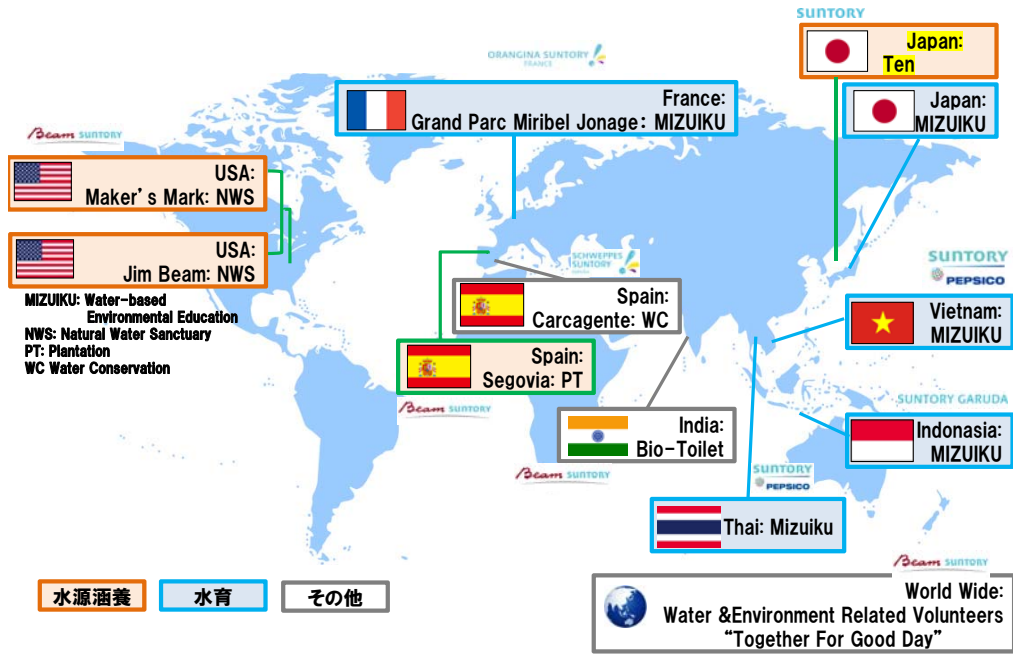 SUNTORY
Japan:
Ten
ORANGINA SUNTORY
FRANCE
France:
Grand Parc Miribel Jonage: MIZUIKU
Japan:
MIZUIKU
Beam SUNTORY
USA:
Maker's Mark: NWS
USA:
Jim Beam: NWS
MIZUIKU: Water-based
Environmental Education
NWS: Natural Water Sanctuary
PT: Plantation
WC Water Conservation
SCHWEPPES
SUNTORY
SUNTORY
PEPSICO
Spain:
Carcagente: WC
Vietnam:
MIZUIKU
Spain:
Segovia: PT
Beam SUNTORY
SUNTORY GARUDA
India:
Bio-Toilet
Indonasia:
MIZUIKU
Beam SUNTORY
SUNTORY
PEPSICO
Thai: Mizuiku
Beam SUNTORY
水源涵養
水育
その他
World Wide:
Water &Environment Related Volunteers
“Together For Good Day”